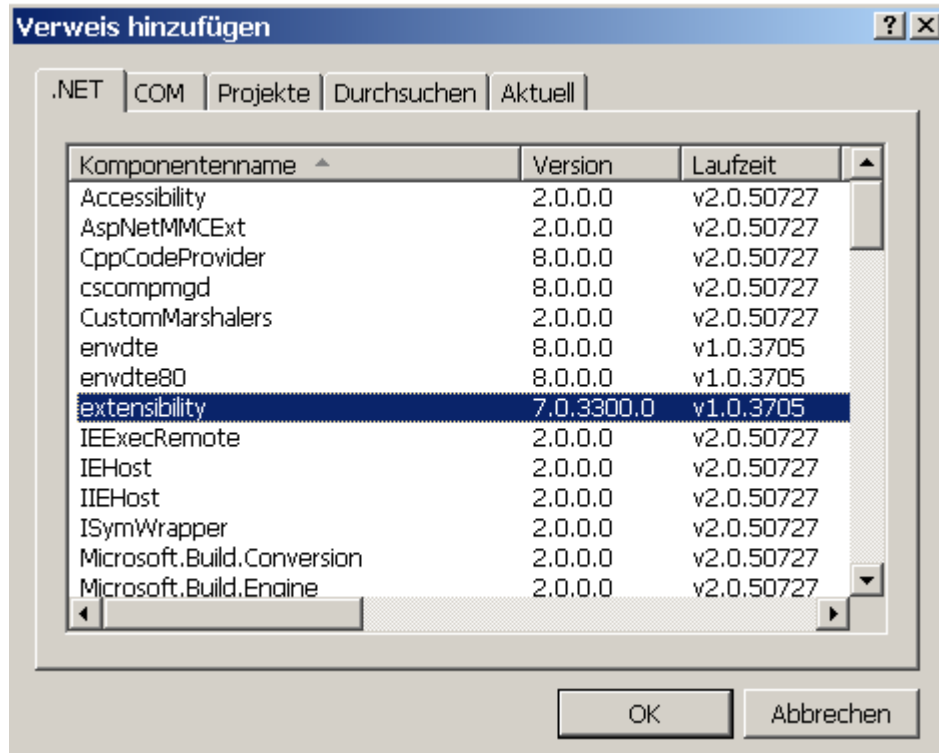 Verweis hinzufügen
.NET COM Projekte Durchsuchen Aktuell
Komponentenname Version Laufzeit
Accessibility 2.0.0.0 v2.0.50727
AspNetMMCExt 2.0.0.0 v2.0.50727
CppCodeProvider 8.0.0.0 v2.0.50727
cscompmgd 8.0.0.0 v2.0.50727
CustomMarshalers 2.0.0.0 v2.0.50727
envdte 8.0.0.0 v1.0.3705
envdte80 8.0.0.0 v1.0.3705
extensibility 7.0.3300.0 v1.0.3705
IEExecRemote 2.0.0.0 v2.0.50727
IEHost 2.0.0.0 v2.0.50727
IIEHost 2.0.0.0 v2.0.50727
ISymWrapper 2.0.0.0 v2.0.50727
Microsoft.Build.Conversion 2.0.0.0 v2.0.50727
Microsoft.Build.Engine 2.0.0.0 v2.0.50727
OK Abbrechen